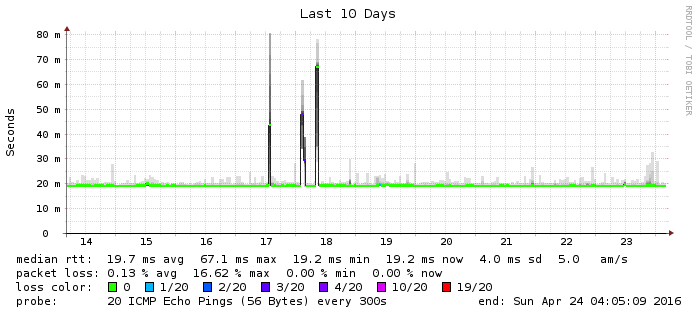 Last 10 Days
RRDTOOL / TOBI OETIKER
Seconds
80 m
70 m
60 m
50 m
40 m
30 m
20 m
10 m
0
14 15 16 17 18 19 20 21 22 23
median rtt: 19.7 ms avg 67.1 ms max 19.2 ms min 19.2 ms now 4.0 ms sd 5.0 am/s
packet loss: 0.13 % avg 16.62 % max 0.00 % min 0.00 % now
loss color: 0 1/20 2/20 3/20 4/20 10/20 19/20
probe: 20 ICMP Echo Pings (56 Bytes) every 300s end: Sun Apr 24 04:05:09 2016